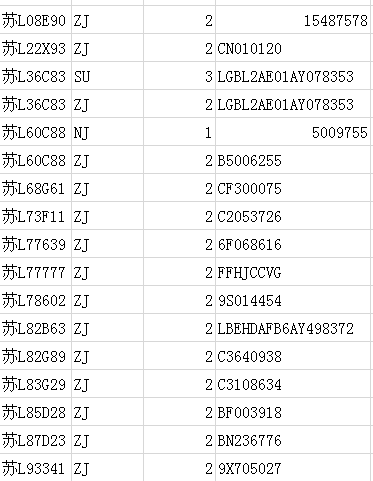 苏L08E90 ZJ 2 15487578
苏L22X93 ZJ 2 CN010120
苏L36C83 SU 3 LGBL2AE01AY078353
苏L36C83 ZJ 2 LGBL2AE01AY078353
苏L60C88 NJ 1 5009755
苏L60C88 ZJ 2 B5006255
苏L68G61 ZJ 2 CF300075
苏L73F11 ZJ 2 C2053726
苏L77639 ZJ 2 6F068616
苏L77777 ZJ 2 FFHJCCVG
苏L78602 ZJ 2 9S014454
苏L82B63 ZJ 2 LBEHDAFB6AY498372
苏L82G89 ZJ 2 C3640938
苏L83G29 ZJ 2 C3108634
苏L85D28 ZJ 2 BF003918
苏L87D23 ZJ 2 BN236776
苏L93341 ZJ 2 9X705027